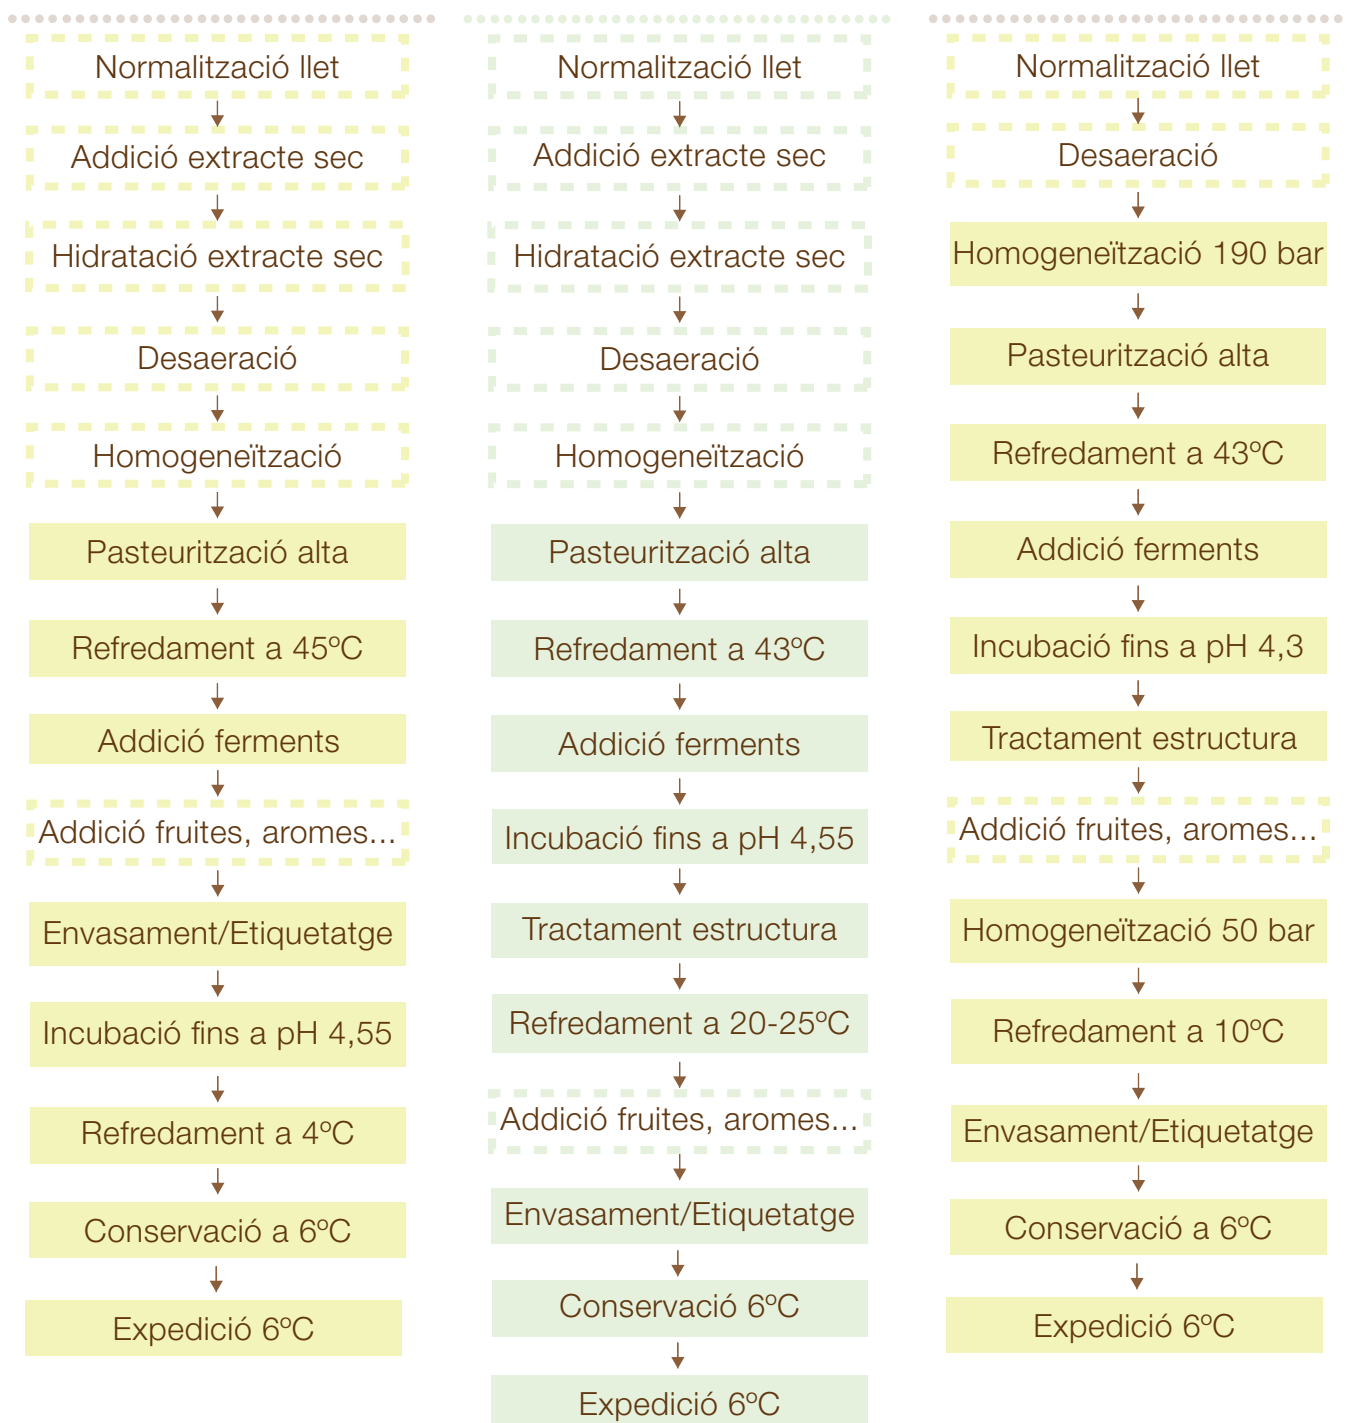 Normalització llet
Addició extracte sec
Hidratació extracte sec
Desaeració
Homogeneïtzació
Pasteurització alta
Refredament a 45ºC
Addició ferments
Addició fruites, aromes...
Envasament/Etiquetatge
Incubació fins a pH 4,55
Refredament a 4ºC
Conservació a 6ºC
Expedició 6ºC
Normalització llet
Addició extracte sec
Hidratació extracte sec
Desaeració
Homogeneïtzació
Pasteurització alta
Refredament a 43ºC
Addició ferments
Incubació fins a pH 4,55
Tractament estructura
Refredament a 20-25ºC
Addició fruites, aromes...
Envasament/Etiquetatge
Conservació 6ºC
Expedició 6ºC
Normalització llet
Desaeració
Homogeneïtzació 190 bar
Pasteurització alta
Refredament a 43ºC
Addició ferments
Incubació fins a pH 4,3
Tractament estructura
Addició fruites, aromes...
Homogeneïtzació 50 bar
Refredament a 10ºC
Envasament/Etiquetatge
Conservació a 6ºC
Expedició 6ºC